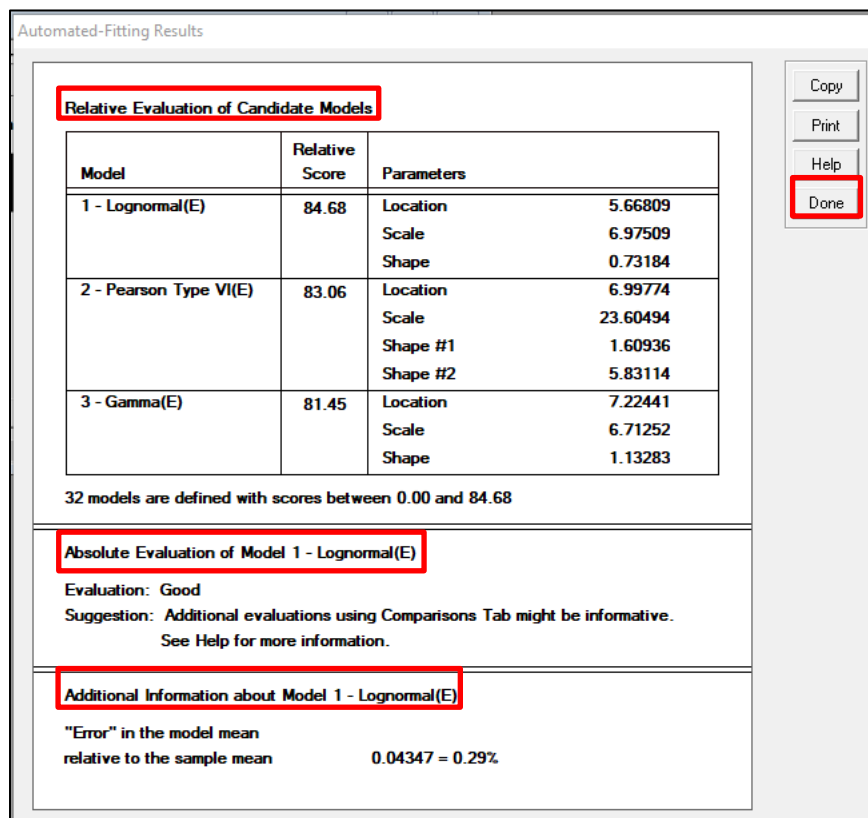 Automated-Fitting Results
Copy
Print
Help
Done
Relative Evaluation of Candidate Models
Model Relative Score Parameters
1 - Lognormal(E) 84.68 Location 5.66809
Scale 6.97509
Shape 0.73184
2 - Pearson Type VI(E) 83.06 Location 6.99774
Scale 23.60494
Shape #1 1.60936
Shape #2 5.83114
3 - Gamma(E) 81.45 Location 7.22441
Scale 6.71252
Shape 1.13283
32 models are defined with scores between 0.00 and 84.68
Absolute Evaluation of Model 1 - Lognormal(E)
Evaluation: Good
Suggestion: Additional evaluations using Comparisons Tab might be informative.
See Help for more information.
Additional Information about Model 1 - Lognormal(E)
"Error" in the model mean
relative to the sample mean 0.04347 = 0.29%